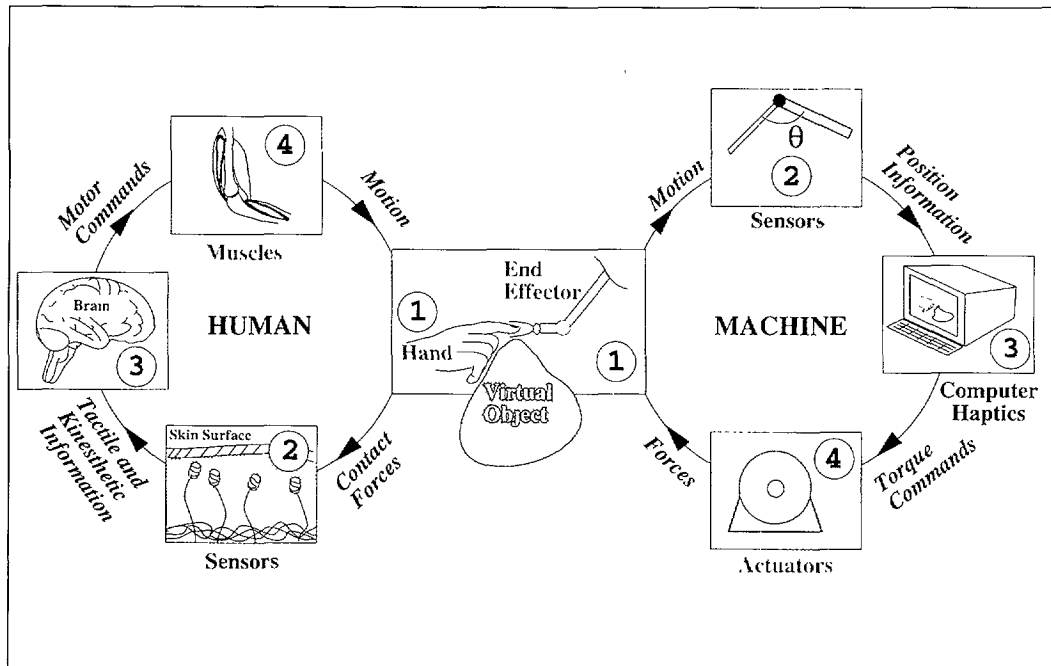 4
Muscles
Motor
Commands
Motion
Brain
3
HUMAN
Tactile and
Kinesthetic
Information
Skin Surface
2
Sensors
Contact
Forces
1
Hand
End
Effector
1
Virtual
Object
Motion
θ
2
Sensors
Position
Information
MACHINE
3
Computer
Haptics
Torque
Commands
4
Actuators
Forces